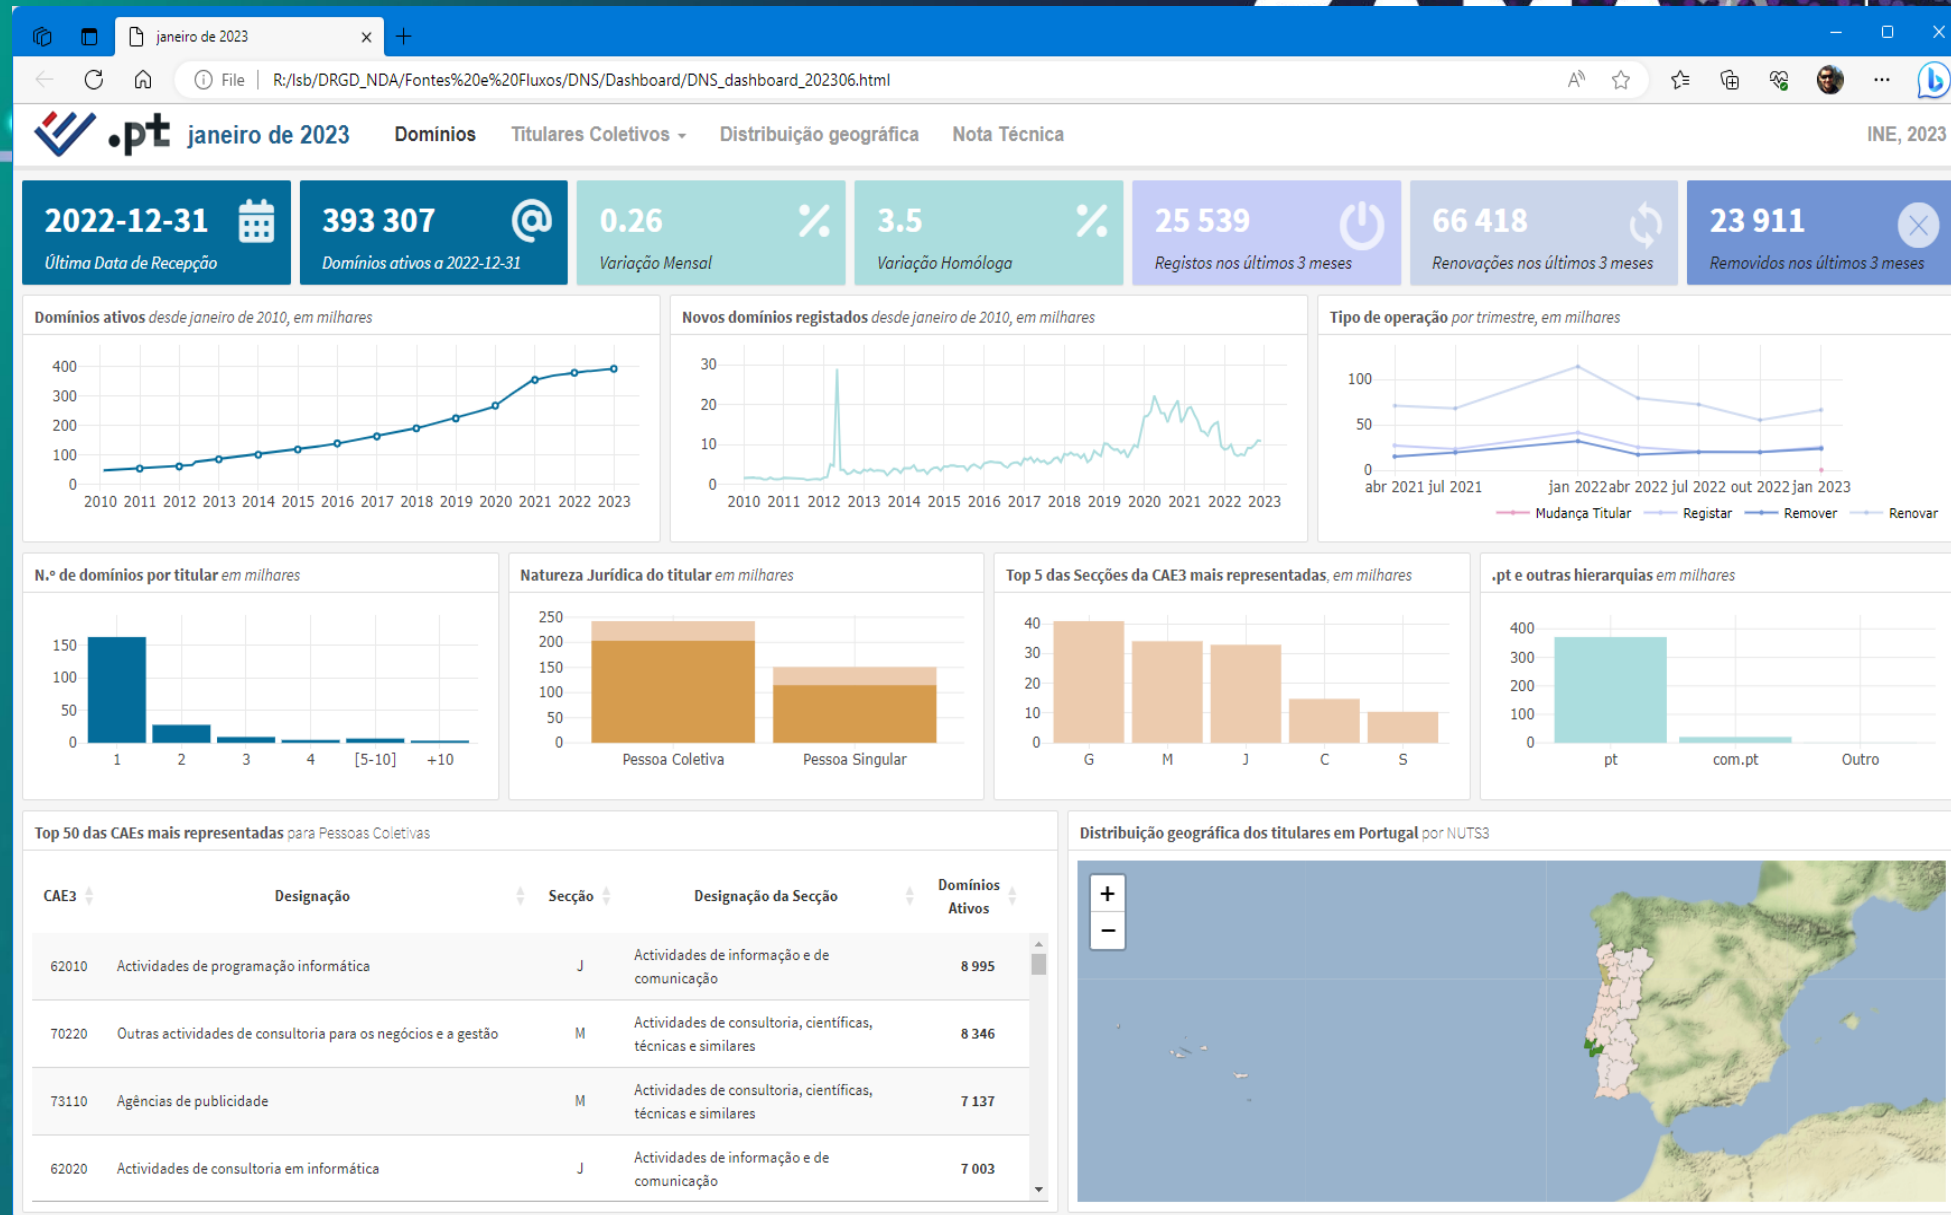 janeiro de 2023
File R:/lsb/DRGD_NDA/Fontes%20e%20Fluxos/DNS/Dashboard/DNS_dashboard_202306.html
.pt janeiro de 2023 Domínios Titulares Coletivos Distribuição geográfica Nota Técnica INE, 2023
2022-12-31
Última Data de Recepção
393 307
Domínios ativos a 2022-12-31
0.26
Variação Mensal
3.5
Variação Homóloga
25 539
Registos nos últimos 3 meses
66 418
Renovações nos últimos 3 meses
23 911
Removidos nos últimos 3 meses
Domínios ativos desde janeiro de 2010, em milhares
400
300
200
100
0
2010 2011 2012 2013 2014 2015 2016 2017 2018 2019 2020 2021 2022 2023
Novos domínios registados desde janeiro de 2010, em milhares
30
20
10
0
2010 2011 2012 2013 2014 2015 2016 2017 2018 2019 2020 2021 2022 2023
Tipo de operação por trimestre, em milhares
100
50
0
abr 2021 jul 2021 jan 2022 abr 2022 jul 2022 out 2022 jan 2023
Mudança Titular Registar Remover Renovar
N.º de domínios por titular em milhares
150
100
50
0
1 2 3 4 [5-10] +10
Natureza Jurídica do titular em milhares
250
200
150
100
50
0
Pessoa Coletiva Pessoa Singular
Top 5 das Secções da CAE3 mais representadas, em milhares
40
30
20
10
0
G M J C S
.pt e outras hierarquias em milhares
400
300
200
100
0
pt com.pt Outro
Top 50 das CAEs mais representadas para Pessoas Coletivas
CAE3 Designação Secção Designação da Secção Domínios
Ativos
62010 Actividades de programação informática J Actividades de informação e de
comunicação 8 995
70220 Outras actividades de consultoria para os negócios e a gestão M Actividades de consultoria, científicas,
técnicas e similares 8 346
73110 Agências de publicidade M Actividades de consultoria, científicas,
técnicas e similares 7 137
62020 Actividades de consultoria em informática J Actividades de informação e de
comunicação 7 003
Distribuição geográfica dos titulares em Portugal por NUTS3
+
−